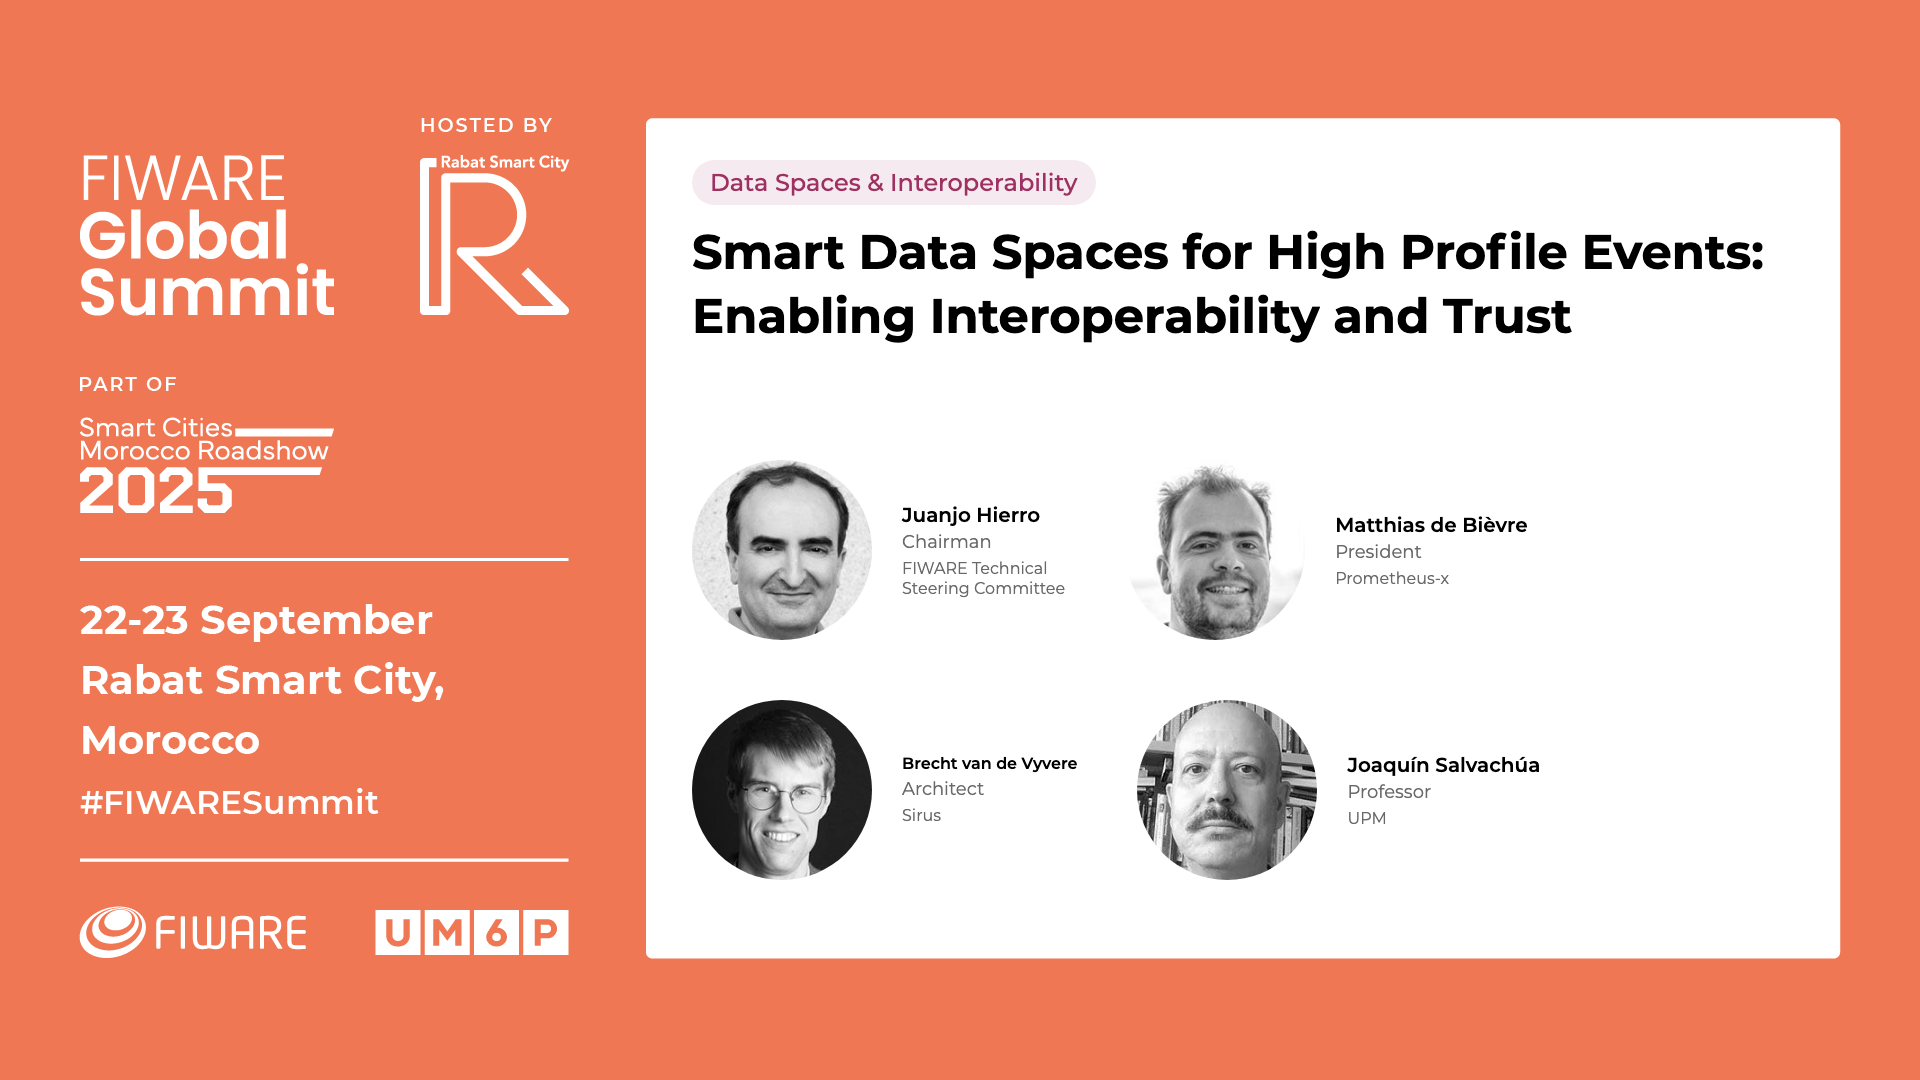 FIWARE
Global
Summit
HOSTED BY
Rabat Smart City
R
PART OF
Smart Cities
Morocco Roadshow
2025
22-23 September
Rabat Smart City,
Morocco
#FIWARESummit
FIWARE
UM6P
Data Spaces & Interoperability
Smart Data Spaces for High Profile Events:
Enabling Interoperability and Trust
Juanjo Hierro
Chairman
FIWARE Technical
Steering Committee
Matthias de Bièvre
President
Prometheus-x
Brecht van de Vyvere
Architect
Sirus
Joaquín Salvachúa
Professor
UPM